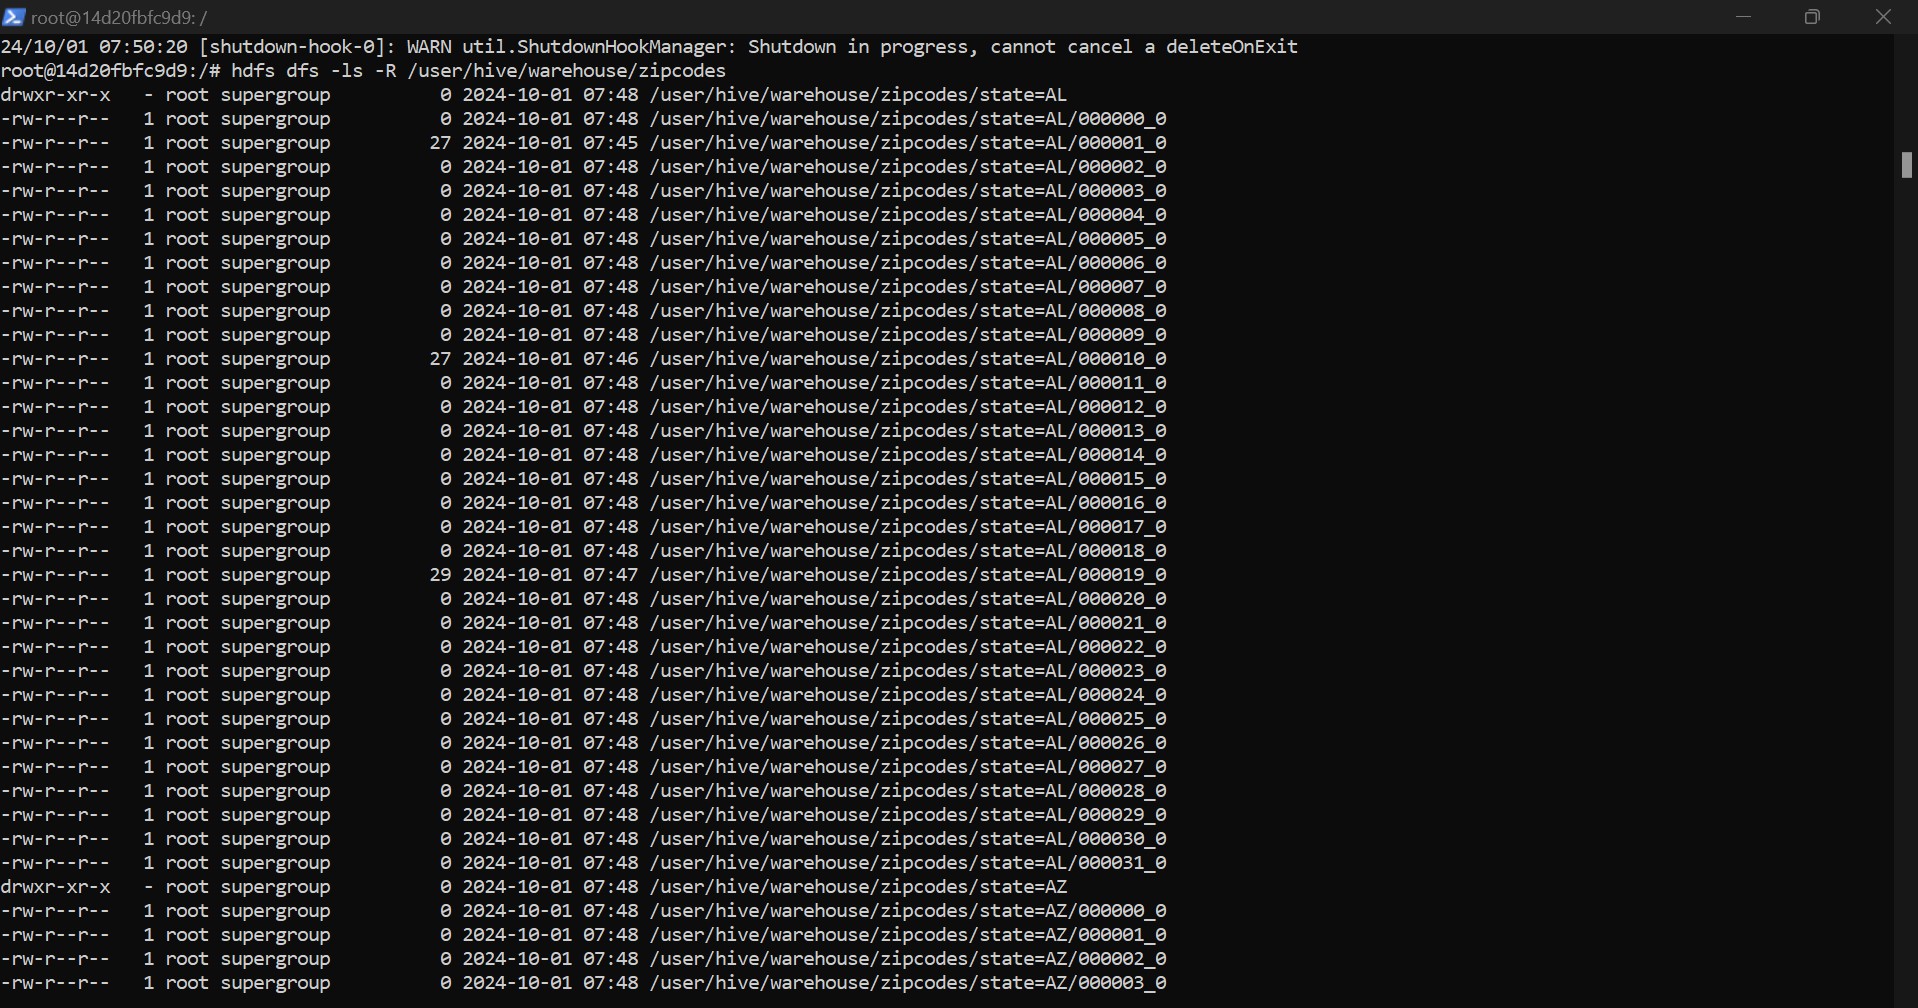 root@14d20fbfc9d9: /
24/10/01 07:50:20 [shutdown-hook-0]: WARN util.ShutdownHookManager: Shutdown in progress, cannot cancel a deleteOnExit
root@14d20fbfc9d9:/# hdfs dfs -ls -R /user/hive/warehouse/zipcodes
drwxr-xr-x   - root supergroup          0 2024-10-01 07:48 /user/hive/warehouse/zipcodes/state=AL
-rw-r--r--   1 root supergroup          0 2024-10-01 07:48 /user/hive/warehouse/zipcodes/state=AL/000000_0
-rw-r--r--   1 root supergroup         27 2024-10-01 07:45 /user/hive/warehouse/zipcodes/state=AL/000001_0
-rw-r--r--   1 root supergroup          0 2024-10-01 07:48 /user/hive/warehouse/zipcodes/state=AL/000002_0
-rw-r--r--   1 root supergroup          0 2024-10-01 07:48 /user/hive/warehouse/zipcodes/state=AL/000003_0
-rw-r--r--   1 root supergroup          0 2024-10-01 07:48 /user/hive/warehouse/zipcodes/state=AL/000004_0
-rw-r--r--   1 root supergroup          0 2024-10-01 07:48 /user/hive/warehouse/zipcodes/state=AL/000005_0
-rw-r--r--   1 root supergroup          0 2024-10-01 07:48 /user/hive/warehouse/zipcodes/state=AL/000006_0
-rw-r--r--   1 root supergroup          0 2024-10-01 07:48 /user/hive/warehouse/zipcodes/state=AL/000007_0
-rw-r--r--   1 root supergroup          0 2024-10-01 07:48 /user/hive/warehouse/zipcodes/state=AL/000008_0
-rw-r--r--   1 root supergroup          0 2024-10-01 07:48 /user/hive/warehouse/zipcodes/state=AL/000009_0
-rw-r--r--   1 root supergroup         27 2024-10-01 07:46 /user/hive/warehouse/zipcodes/state=AL/000010_0
-rw-r--r--   1 root supergroup          0 2024-10-01 07:48 /user/hive/warehouse/zipcodes/state=AL/000011_0
-rw-r--r--   1 root supergroup          0 2024-10-01 07:48 /user/hive/warehouse/zipcodes/state=AL/000012_0
-rw-r--r--   1 root supergroup          0 2024-10-01 07:48 /user/hive/warehouse/zipcodes/state=AL/000013_0
-rw-r--r--   1 root supergroup          0 2024-10-01 07:48 /user/hive/warehouse/zipcodes/state=AL/000014_0
-rw-r--r--   1 root supergroup          0 2024-10-01 07:48 /user/hive/warehouse/zipcodes/state=AL/000015_0
-rw-r--r--   1 root supergroup          0 2024-10-01 07:48 /user/hive/warehouse/zipcodes/state=AL/000016_0
-rw-r--r--   1 root supergroup          0 2024-10-01 07:48 /user/hive/warehouse/zipcodes/state=AL/000017_0
-rw-r--r--   1 root supergroup          0 2024-10-01 07:48 /user/hive/warehouse/zipcodes/state=AL/000018_0
-rw-r--r--   1 root supergroup         29 2024-10-01 07:47 /user/hive/warehouse/zipcodes/state=AL/000019_0
-rw-r--r--   1 root supergroup          0 2024-10-01 07:48 /user/hive/warehouse/zipcodes/state=AL/000020_0
-rw-r--r--   1 root supergroup          0 2024-10-01 07:48 /user/hive/warehouse/zipcodes/state=AL/000021_0
-rw-r--r--   1 root supergroup          0 2024-10-01 07:48 /user/hive/warehouse/zipcodes/state=AL/000022_0
-rw-r--r--   1 root supergroup          0 2024-10-01 07:48 /user/hive/warehouse/zipcodes/state=AL/000023_0
-rw-r--r--   1 root supergroup          0 2024-10-01 07:48 /user/hive/warehouse/zipcodes/state=AL/000024_0
-rw-r--r--   1 root supergroup          0 2024-10-01 07:48 /user/hive/warehouse/zipcodes/state=AL/000025_0
-rw-r--r--   1 root supergroup          0 2024-10-01 07:48 /user/hive/warehouse/zipcodes/state=AL/000026_0
-rw-r--r--   1 root supergroup          0 2024-10-01 07:48 /user/hive/warehouse/zipcodes/state=AL/000027_0
-rw-r--r--   1 root supergroup          0 2024-10-01 07:48 /user/hive/warehouse/zipcodes/state=AL/000028_0
-rw-r--r--   1 root supergroup          0 2024-10-01 07:48 /user/hive/warehouse/zipcodes/state=AL/000029_0
-rw-r--r--   1 root supergroup          0 2024-10-01 07:48 /user/hive/warehouse/zipcodes/state=AL/000030_0
-rw-r--r--   1 root supergroup          0 2024-10-01 07:48 /user/hive/warehouse/zipcodes/state=AL/000031_0
drwxr-xr-x   - root supergroup          0 2024-10-01 07:48 /user/hive/warehouse/zipcodes/state=AZ
-rw-r--r--   1 root supergroup          0 2024-10-01 07:48 /user/hive/warehouse/zipcodes/state=AZ/000000_0
-rw-r--r--   1 root supergroup          0 2024-10-01 07:48 /user/hive/warehouse/zipcodes/state=AZ/000001_0
-rw-r--r--   1 root supergroup          0 2024-10-01 07:48 /user/hive/warehouse/zipcodes/state=AZ/000002_0
-rw-r--r--   1 root supergroup          0 2024-10-01 07:48 /user/hive/warehouse/zipcodes/state=AZ/000003_0